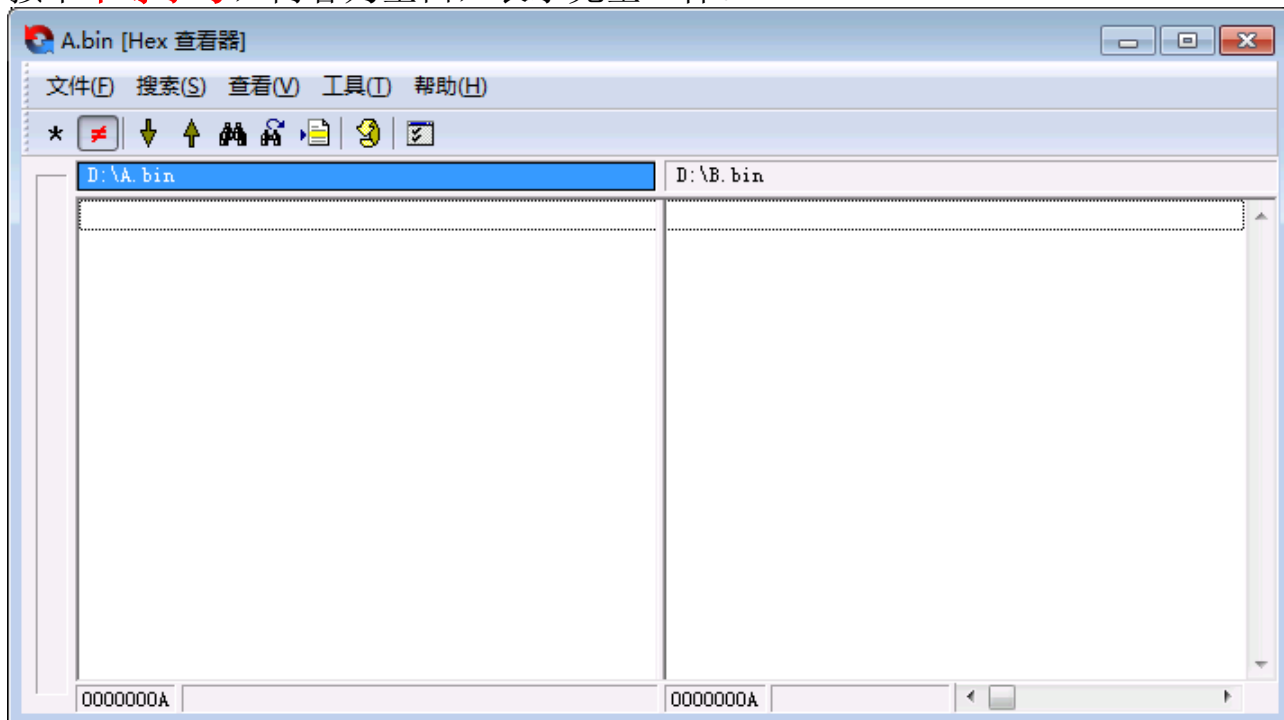 A.bin [Hex 查看器]
文件(F) 搜索(S) 查看(V) 工具(T) 帮助(H)
D:\A.bin
D:\B.bin
0000000A
0000000A